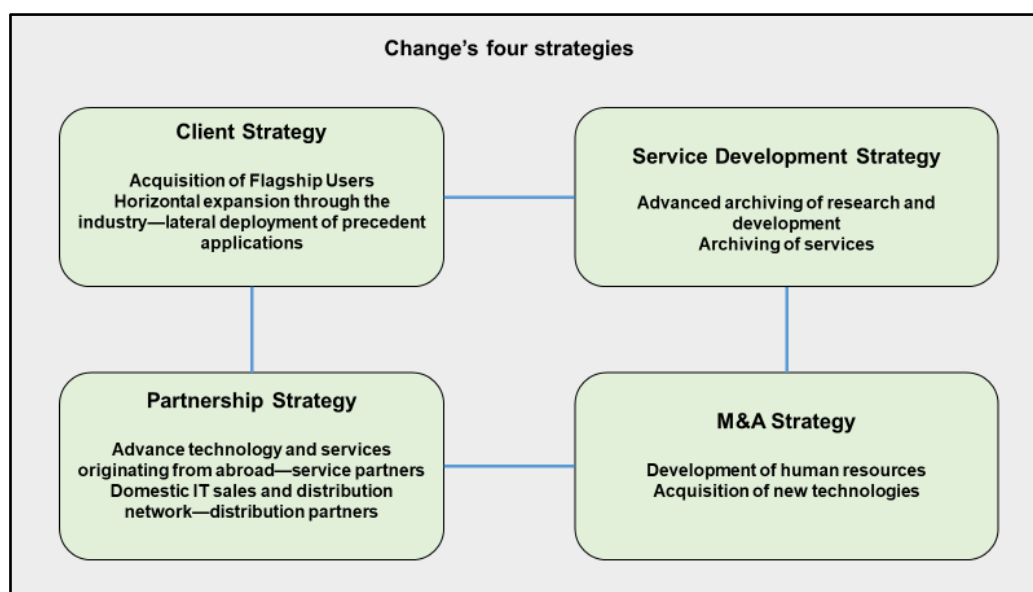 Change's four strategies
Client Strategy
Acquisition of Flagship Users
Horizontal expansion through the
industry—lateral deployment of precedent
applications
Service Development Strategy
Advanced archiving of research and
development
Archiving of services
Partnership Strategy
Advance technology and services
originating from abroad—service partners
Domestic IT sales and distribution
network—distribution partners
M&A Strategy
Development of human resources
Acquisition of new technologies